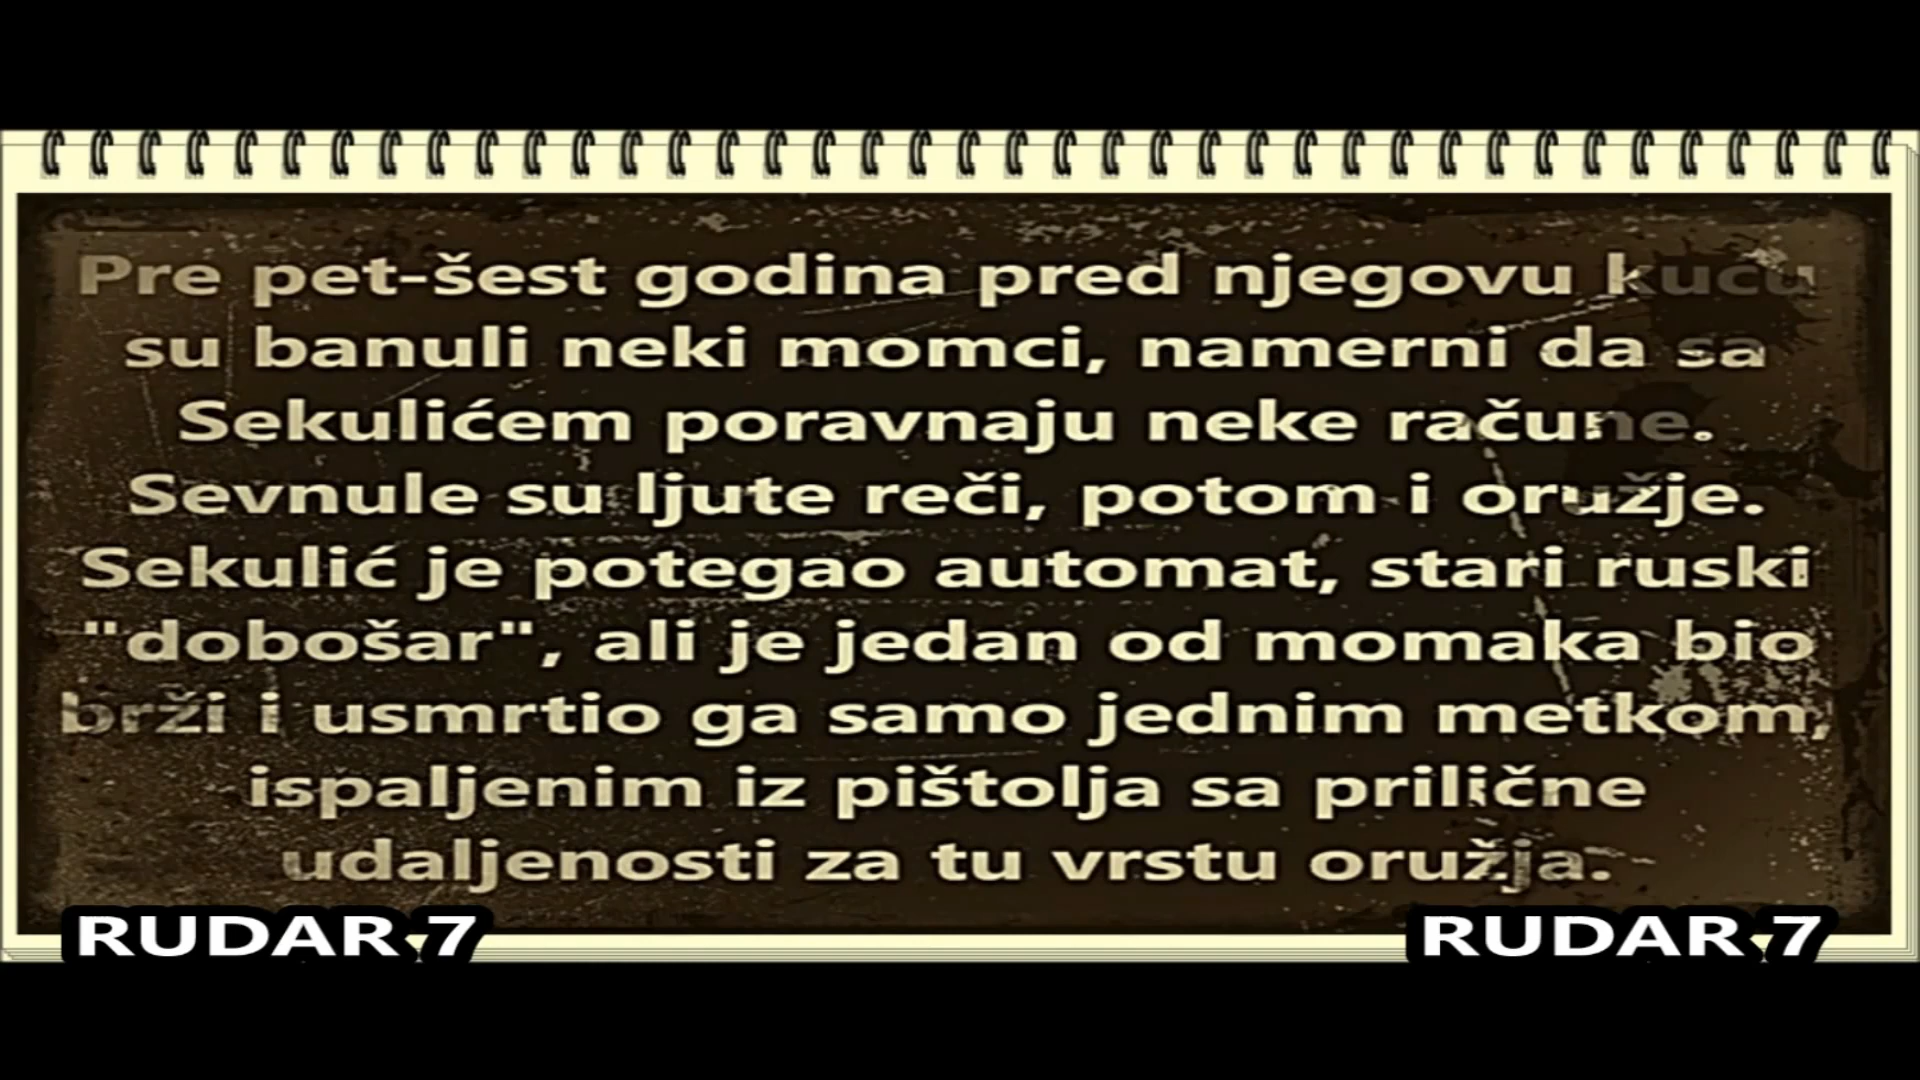 Pre pet-šest godina pred njegovu kuću
su banuli neki momci, namerni da sa
Sekulićem poravnaju neke račune.
Sevnule su ljute reči, potom i oružje.
Sekulić je potegao automat, stari ruski
"dobošar", ali je jedan od momaka bio
brži i usmrtio ga samo jednim metkom,
ispaljenim iz pištolja sa prilične
udaljenosti za tu vrstu oružja.
RUDAR 7
RUDAR 7